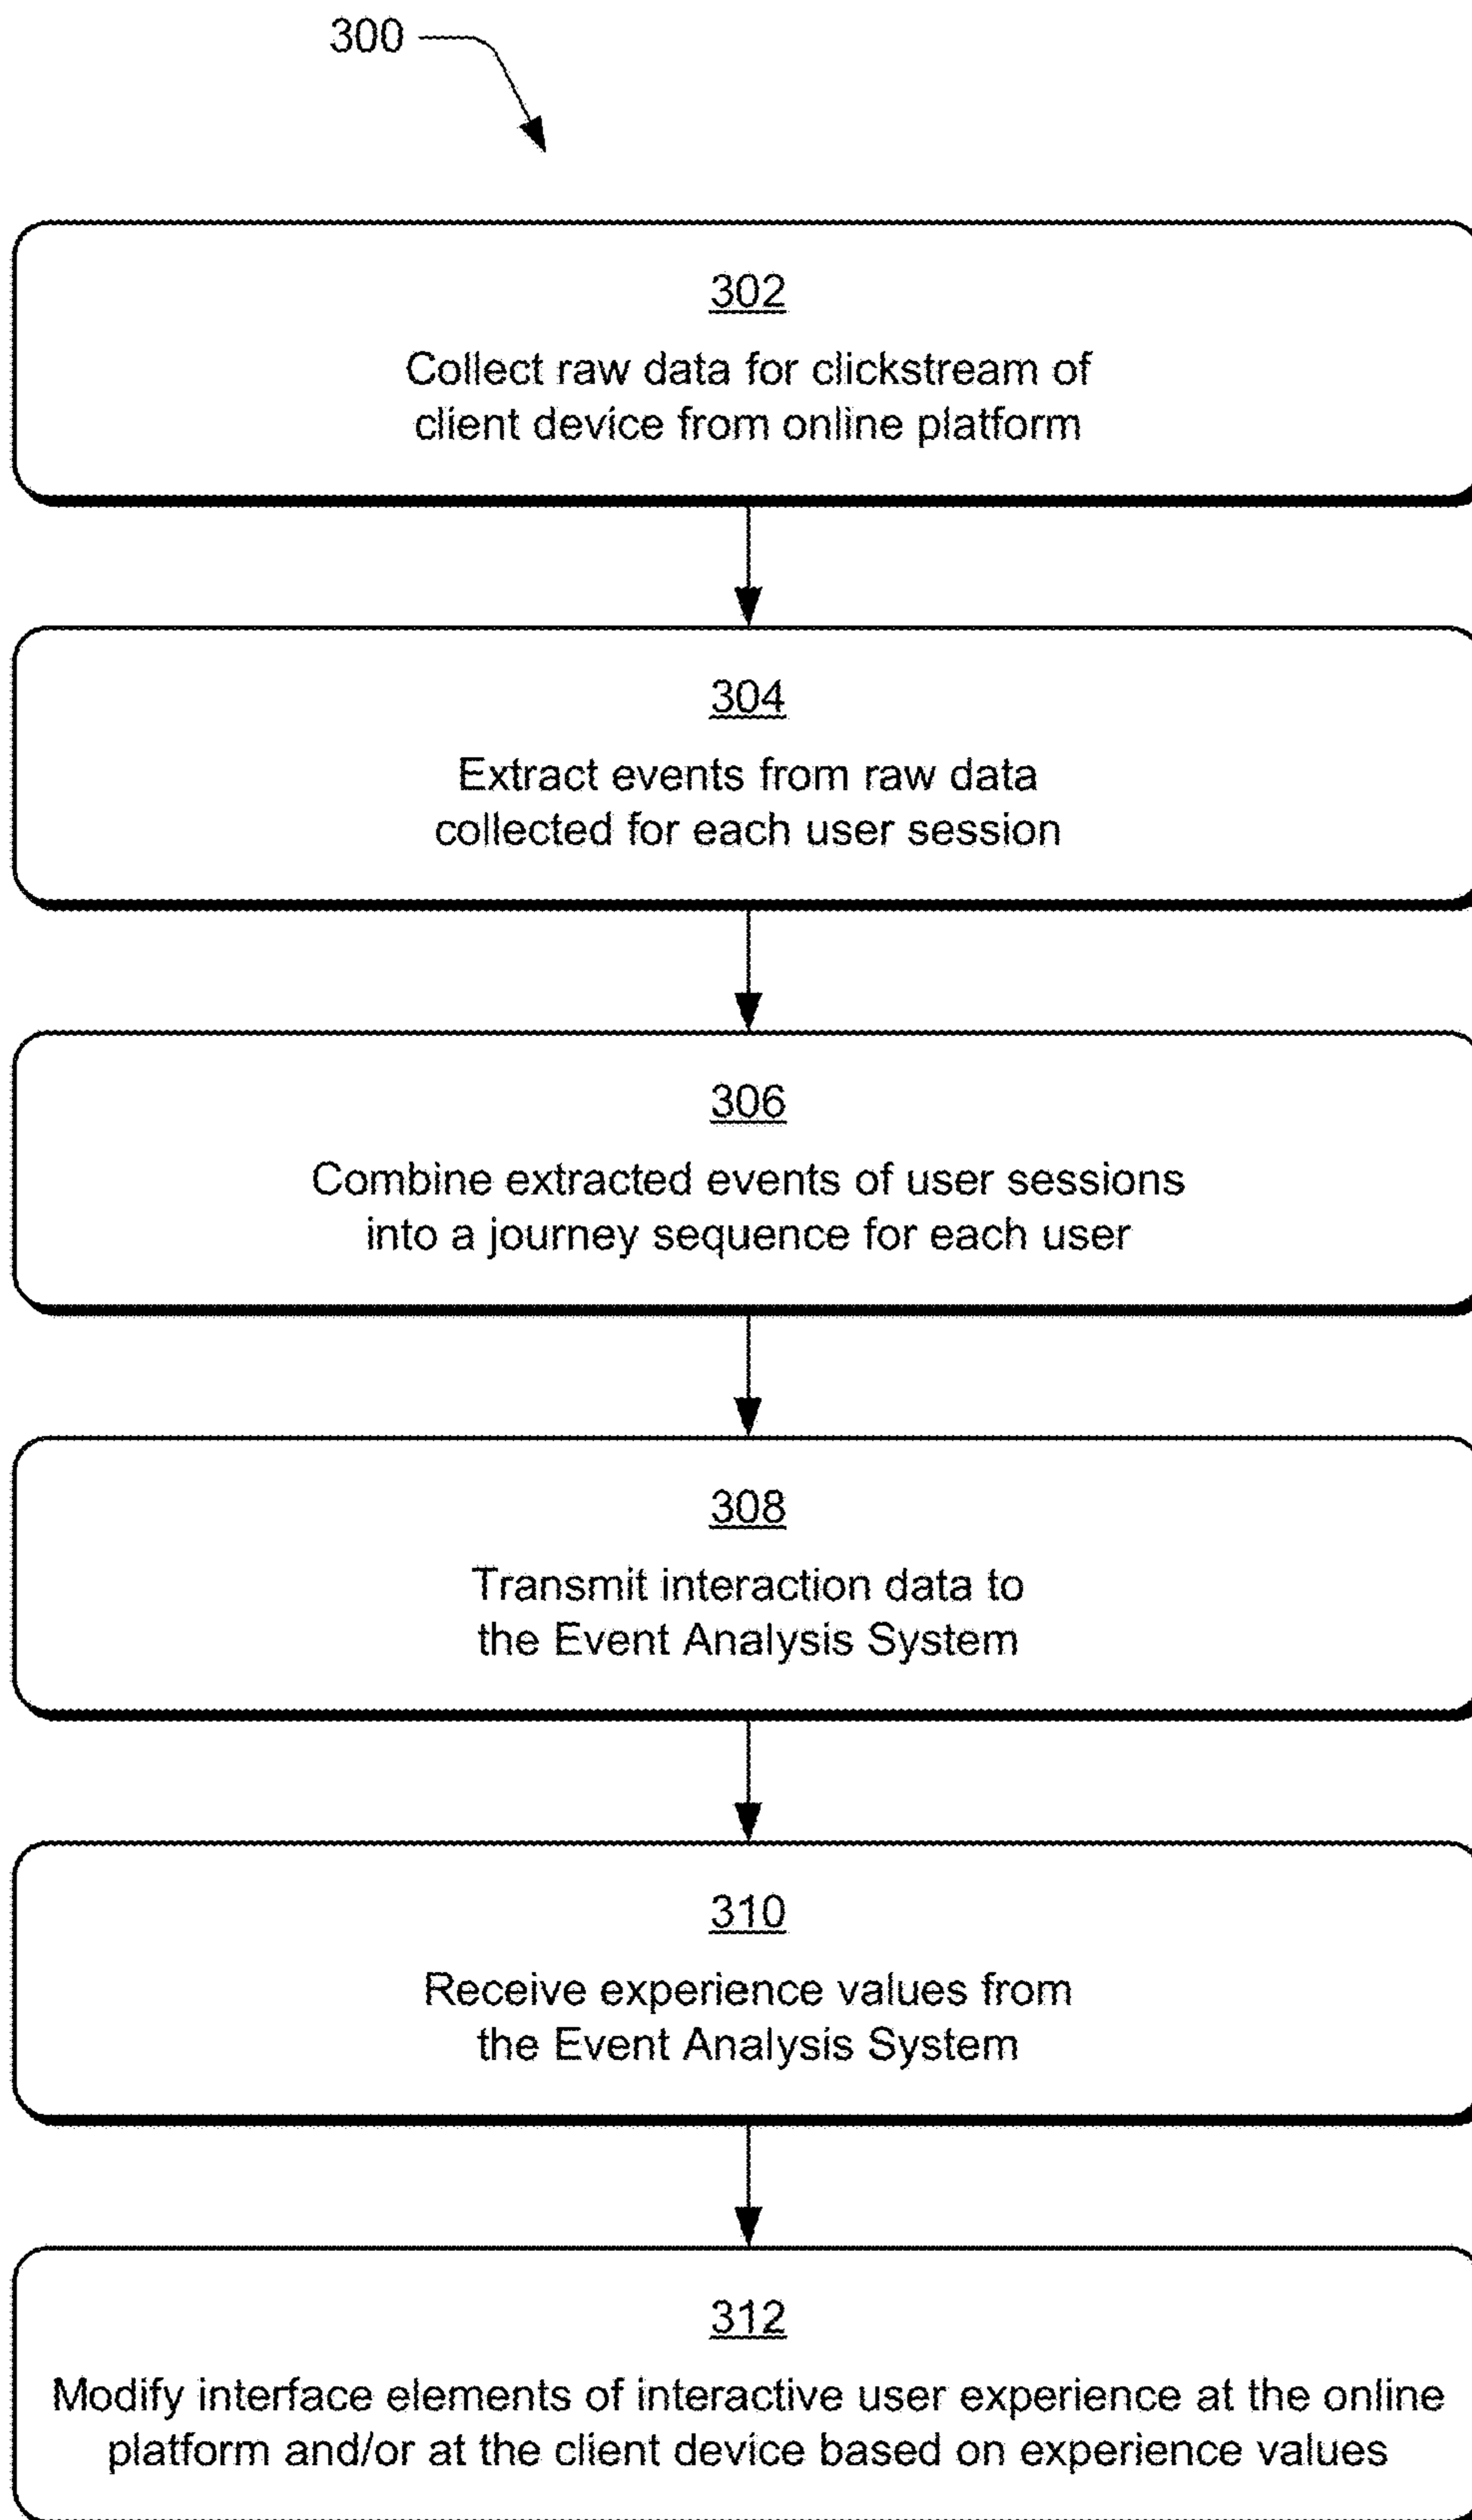 300
302
Collect raw data for clickstream of
client device from online platform
304
Extract events from raw data
collected for each user session
306
Combine extracted events of user sessions
into a journey sequence for each user
308
Transmit interaction data to
the Event Analysis System
310
Receive experience values from
the Event Analysis System
312
Modify interface elements of interactive user experience at the online
platform and/or at the client device based on experience values